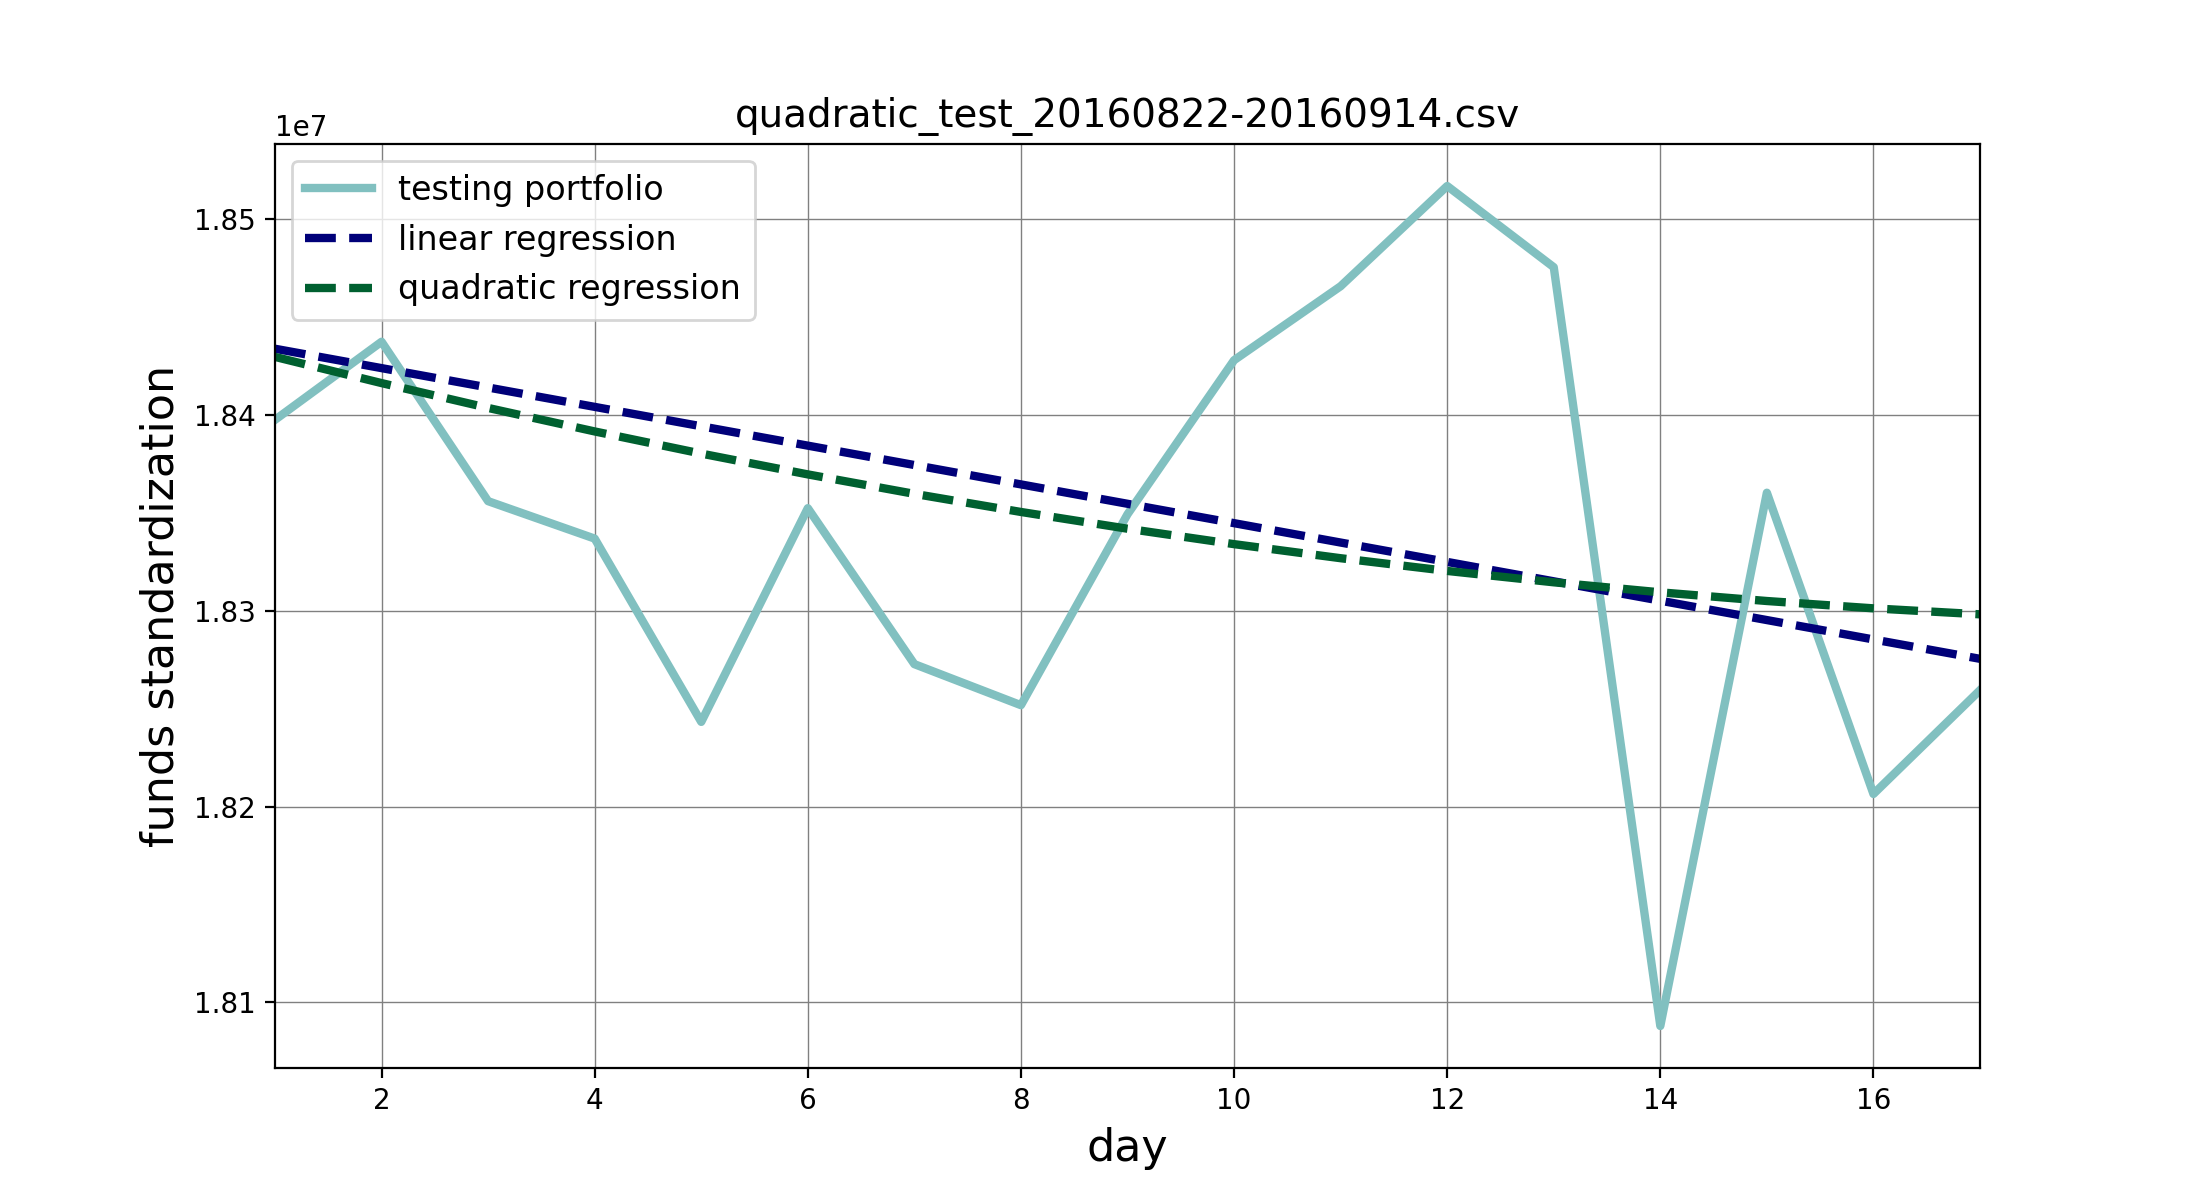 quadratic_test_20160822-20160914.csv
1e7
testing portfolio
linear regression
quadratic regression
1.85
1.84
1.83
1.82
1.81
funds standardization
2 4 6 8 10 12 14 16
day